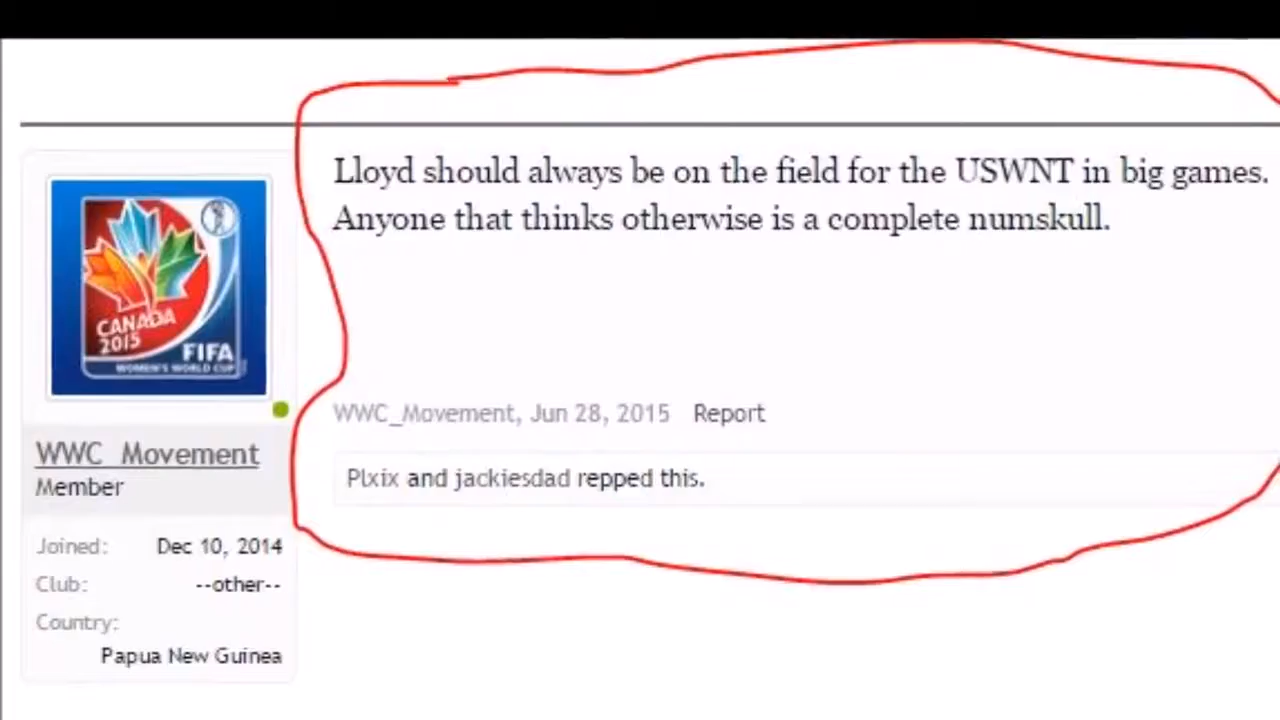 Lloyd should always be on the field for the USWNT in big games.
Anyone that thinks otherwise is a complete numskull.
CANADA
2015
FIFA
WOMEN'S WORLD CUP
WWC_Movement, Jun 28, 2015 Report
WWC_Movement
Member
Plxix and jackiesdad repped this.
Joined: Dec 10, 2014
Club: --other--
Country:
Papua New Guinea